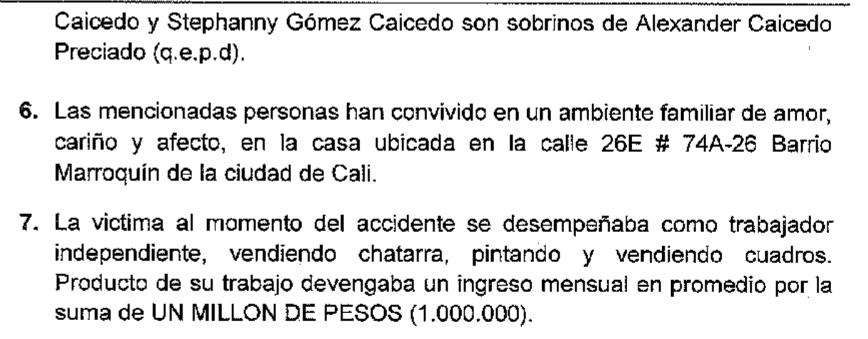 Caicedo y Stephanny Gómez Caicedo son sobrinos de Alexander Caicedo
Preciado (q.e.p.d).
6. Las mencionadas personas han convivido en un ambiente familiar de amor,
cariño y afecto, en la casa ubicada en la calle 26E # 74A-26 Barrio
Marroquín de la ciudad de Cali.
7. La victima al momento del accidente se desempeñaba como trabajador
independiente, vendiendo chatarra, pintando y vendiendo cuadros.
Producto de su trabajo devengaba un ingreso mensual en promedio por la
suma de UN MILLON DE PESOS (1.000.000).